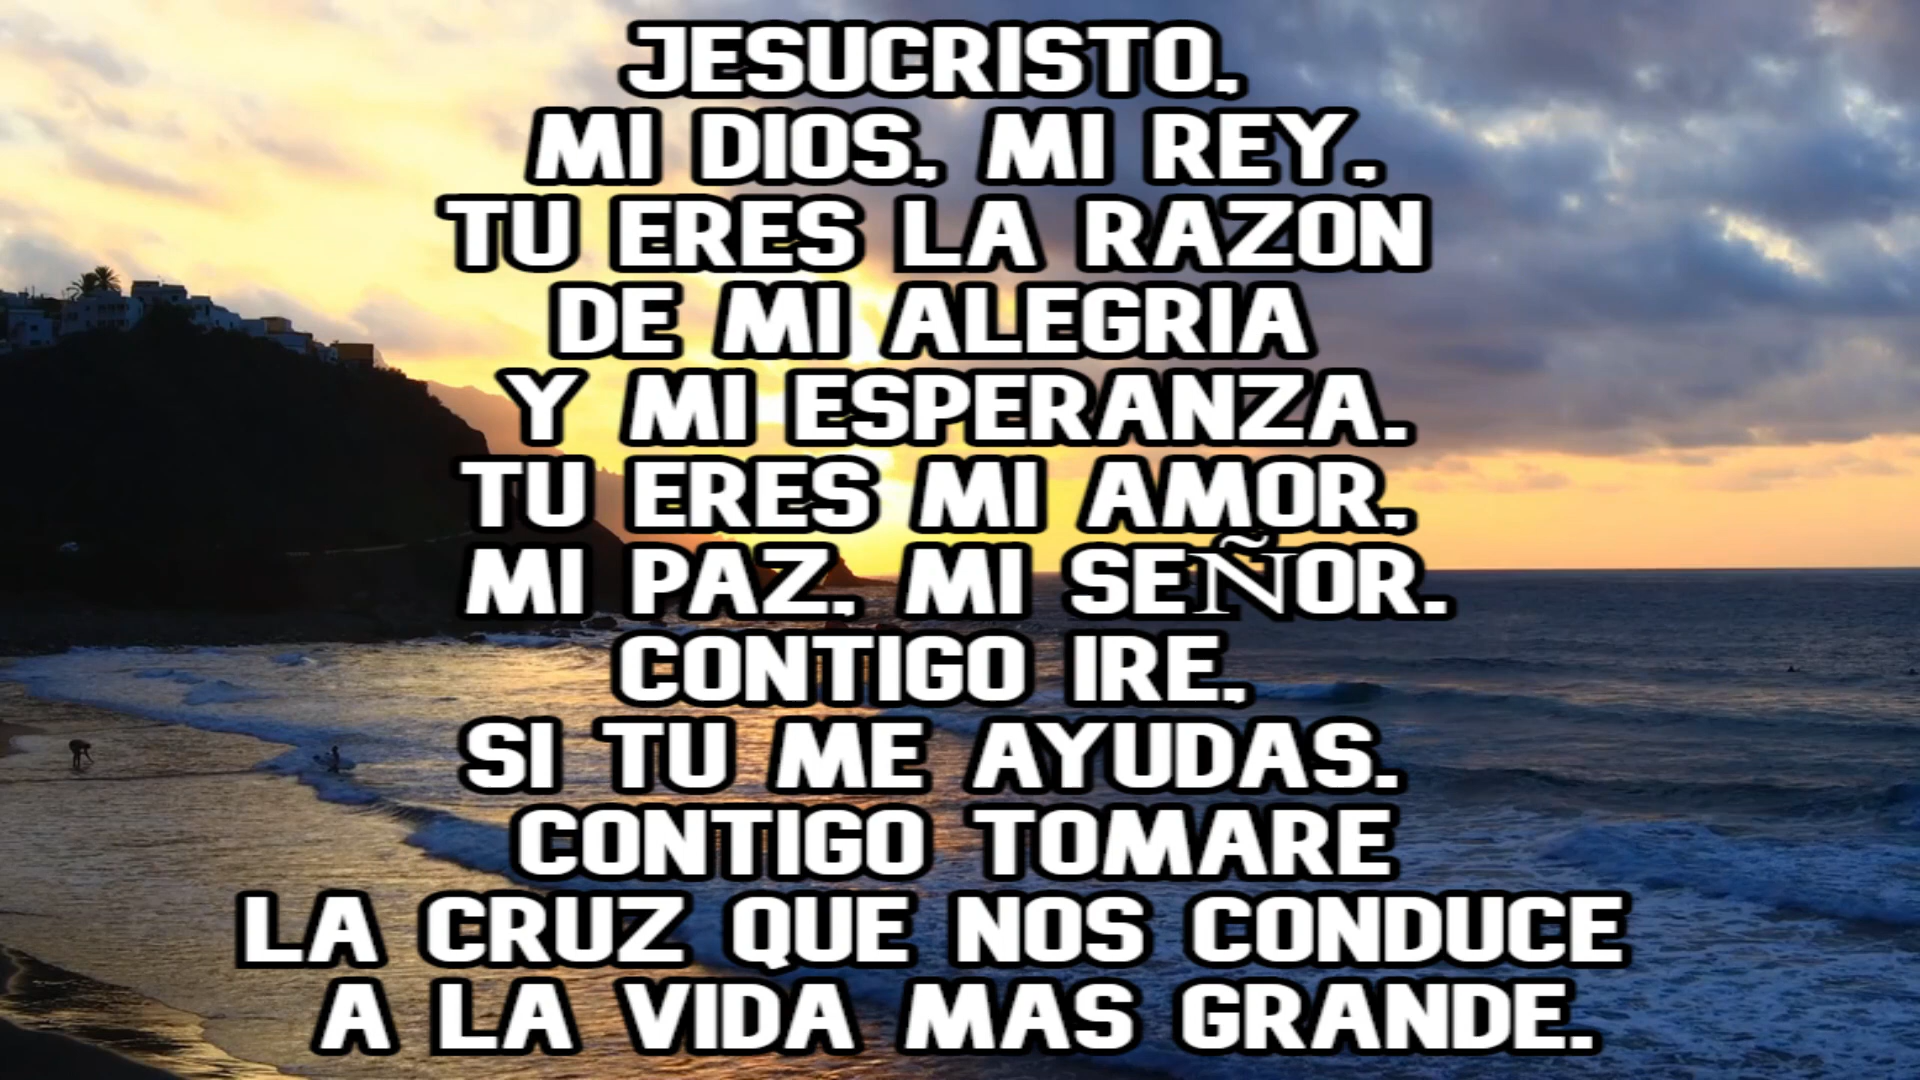 JESUCRISTO,
MI DIOS, MI REY,
TU ERES LA RAZON
DE MI ALEGRIA
Y MI ESPERANZA.
TU ERES MI AMOR,
MI PAZ, MI SEÑOR.
CONTIGO IRE,
SI TU ME AYUDAS.
CONTIGO TOMARE
LA CRUZ QUE NOS CONDUCE
A LA VIDA MAS GRANDE.